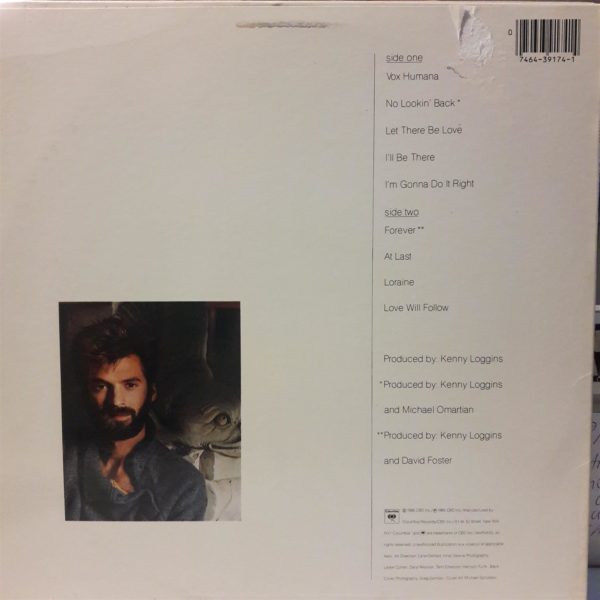 0
7464-39174-1
side one
Vox Humana
No Lookin' Back *
Let There Be Love
I'll Be There
I'm Gonna Do It Right
side two
Forever **
At Last
Loraine
Love Will Follow
Produced by: Kenny Loggins
*Produced by: Kenny Loggins
and Michael Omartian
**Produced by: Kenny Loggins
and David Foster
Columbia